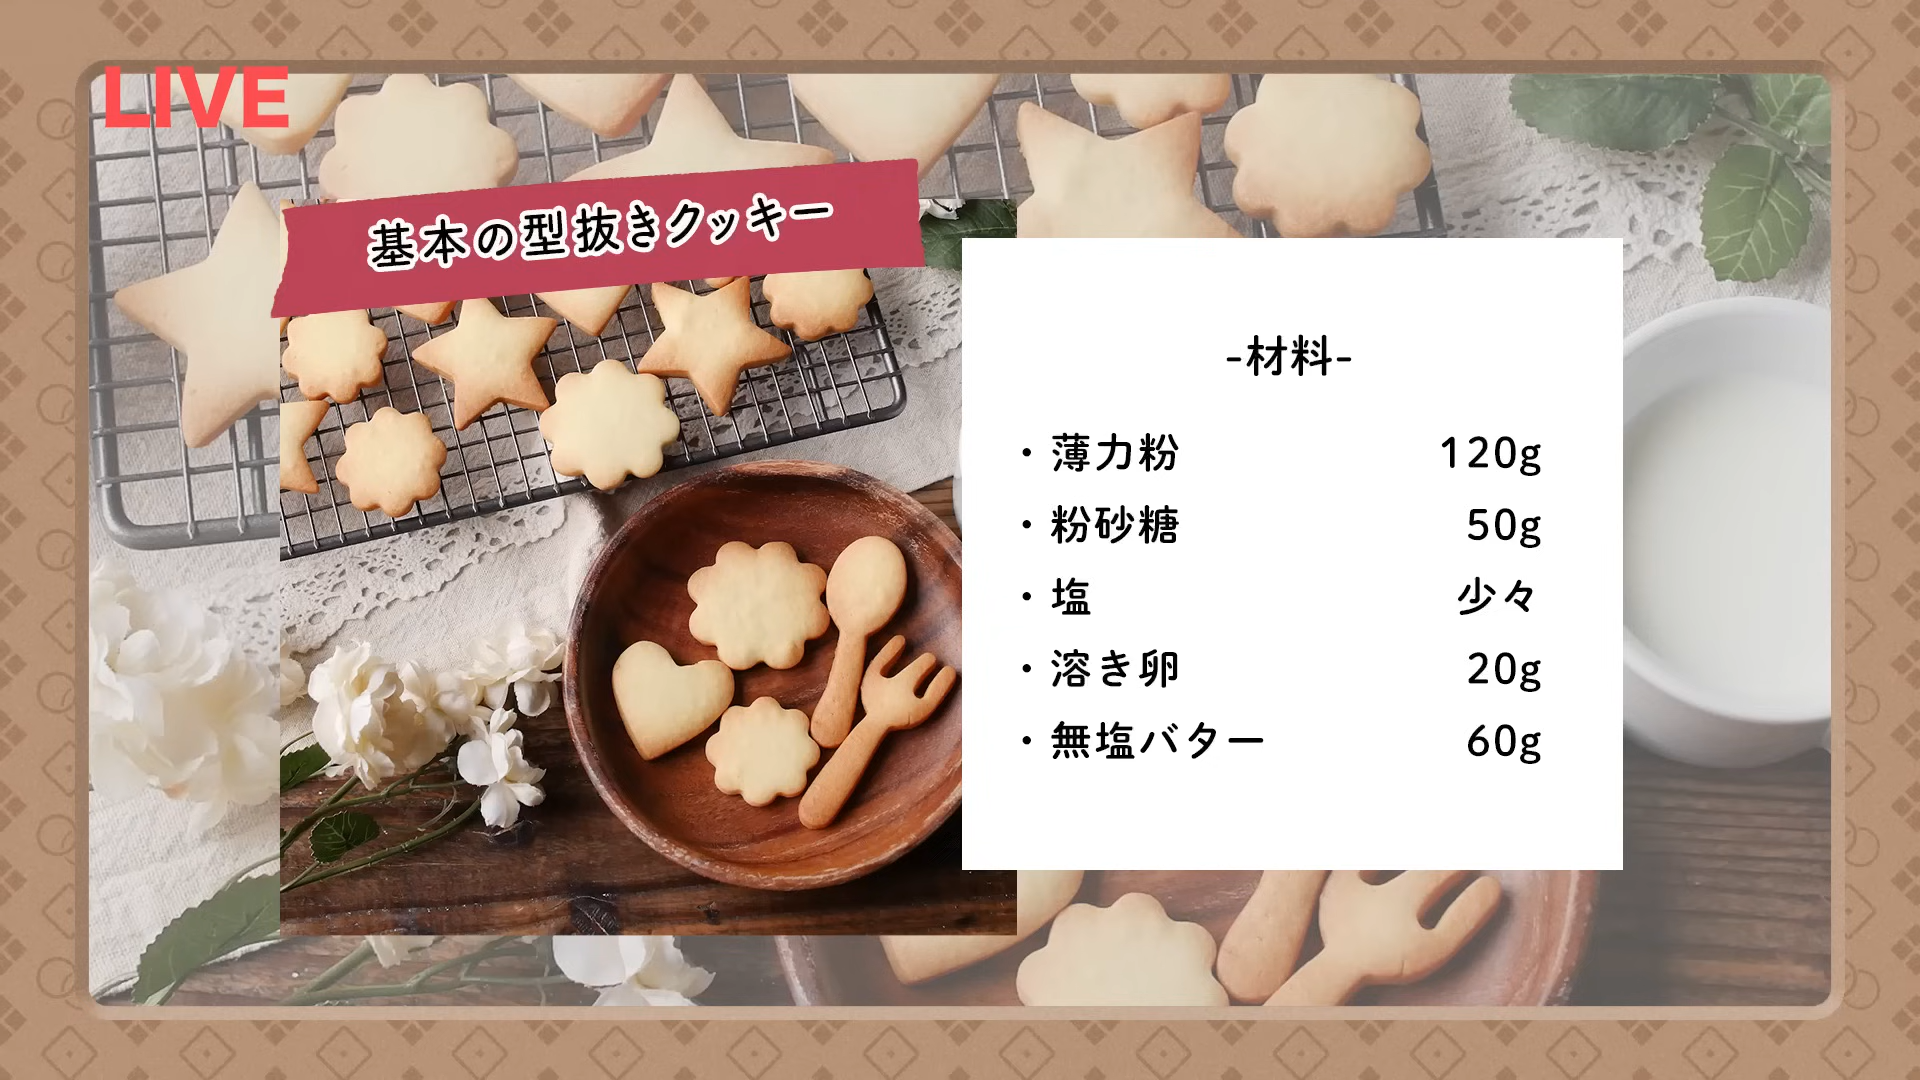 LIVE
基本の型抜きクッキー
-材料-
・薄力粉 120g
・粉砂糖 50g
・塩 少々
・溶き卵 20g
・無塩バター 60g